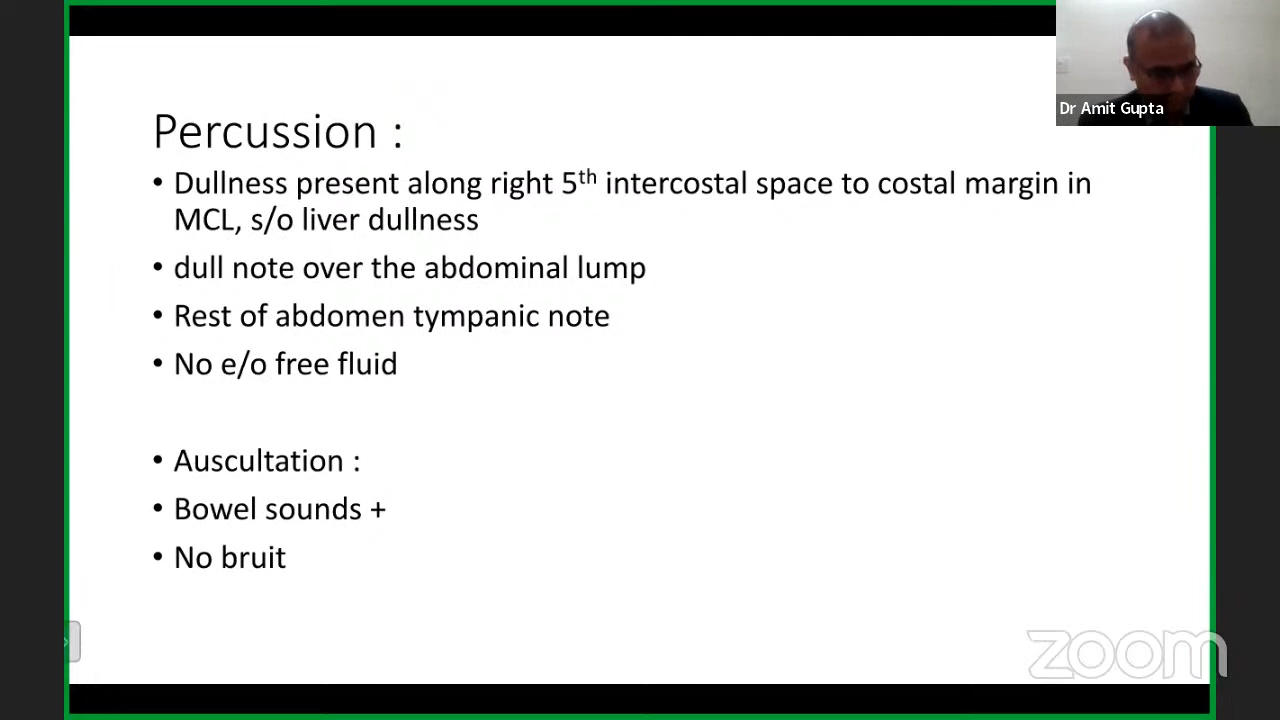 Dr Amit Gupta
Percussion :
• Dullness present along right 5th intercostal space to costal margin in
MCL, s/o liver dullness
• dull note over the abdominal lump
• Rest of abdomen tympanic note
• No e/o free fluid
• Auscultation :
• Bowel sounds +
• No bruit
zoom